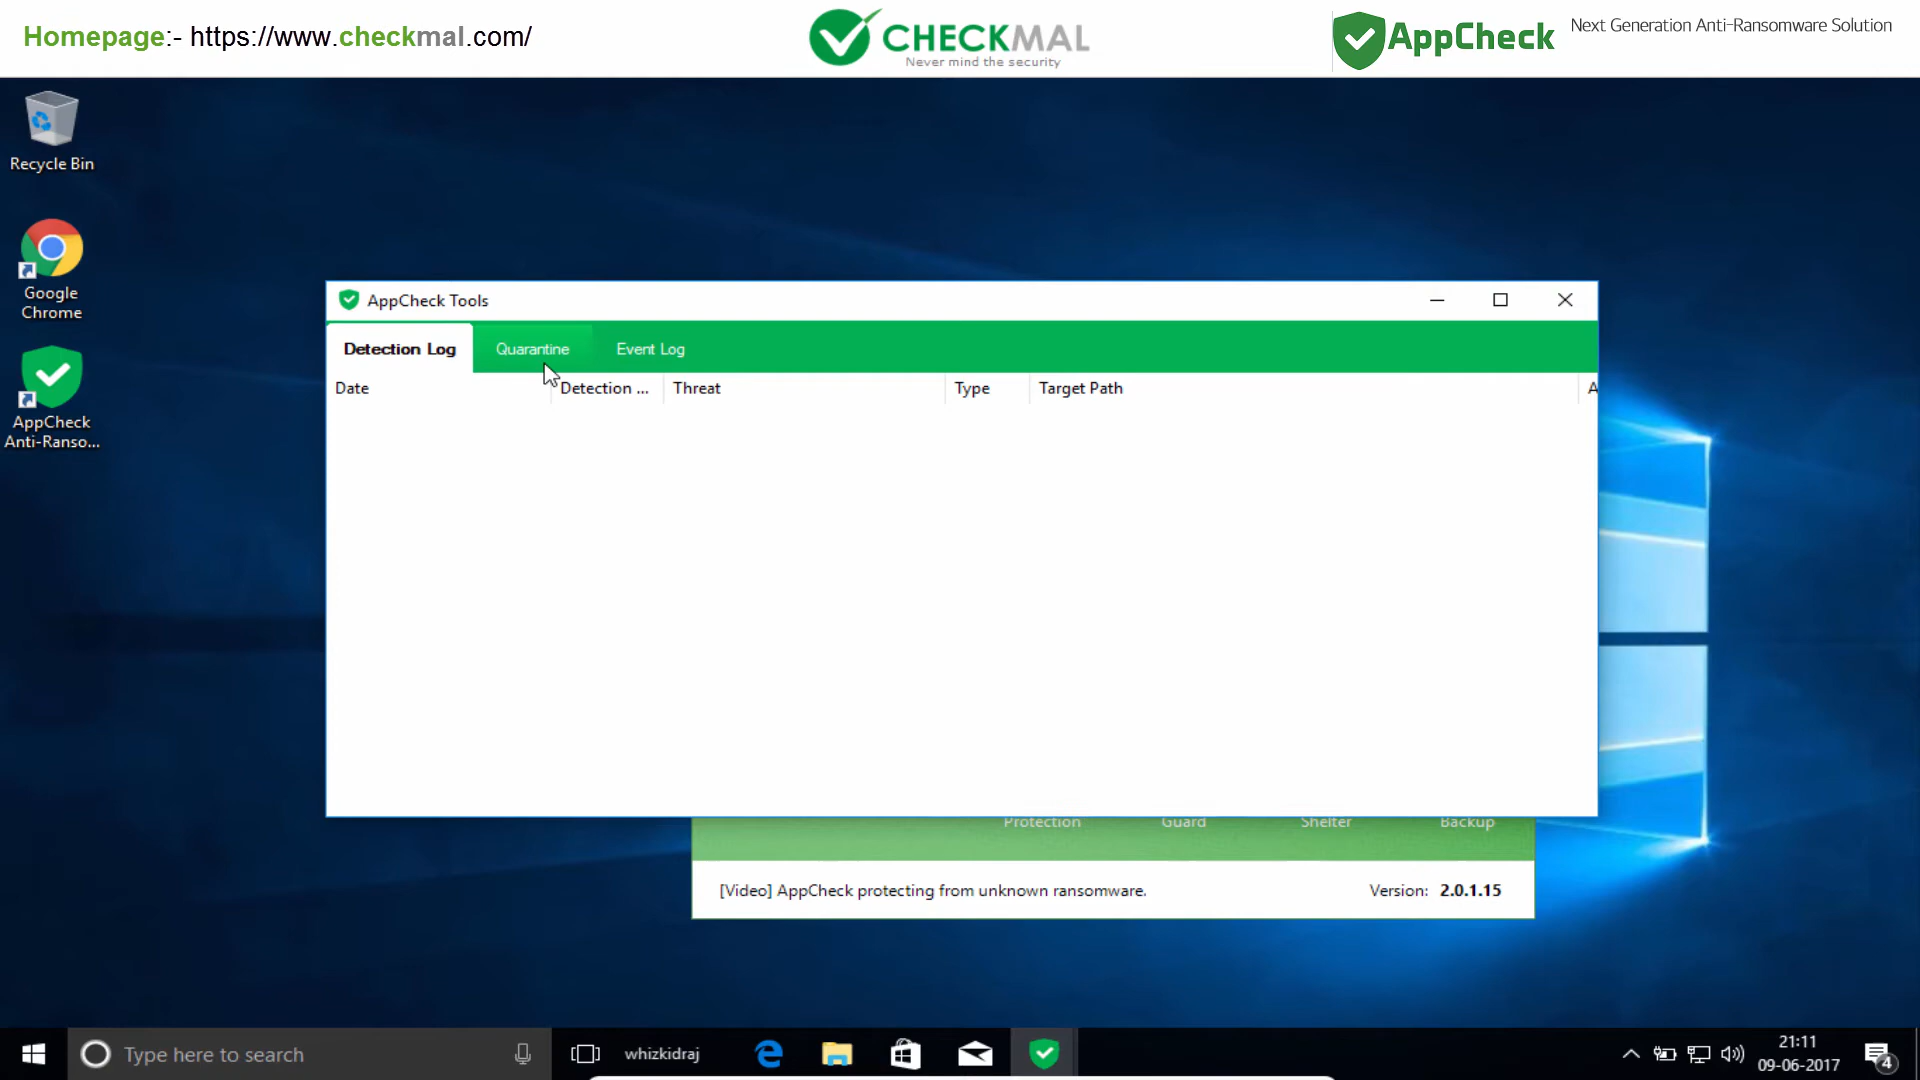 Homepage:- https://www.checkmal.com/
CHECKMAL
Never mind the security
AppCheck
Next Generation Anti-Ransomware Solution
Recycle Bin
Google
Chrome
AppCheck
Anti-Ranso...
AppCheck Tools
Detection Log
Quarantine
Event Log
Date
Detection ...
Threat
Type
Target Path
A
Protection
Guard
Shelter
Backup
[Video] AppCheck protecting from unknown ransomware.
Version: 2.0.1.15
Type here to search
whizkidraj
21:11
09-06-2017
4